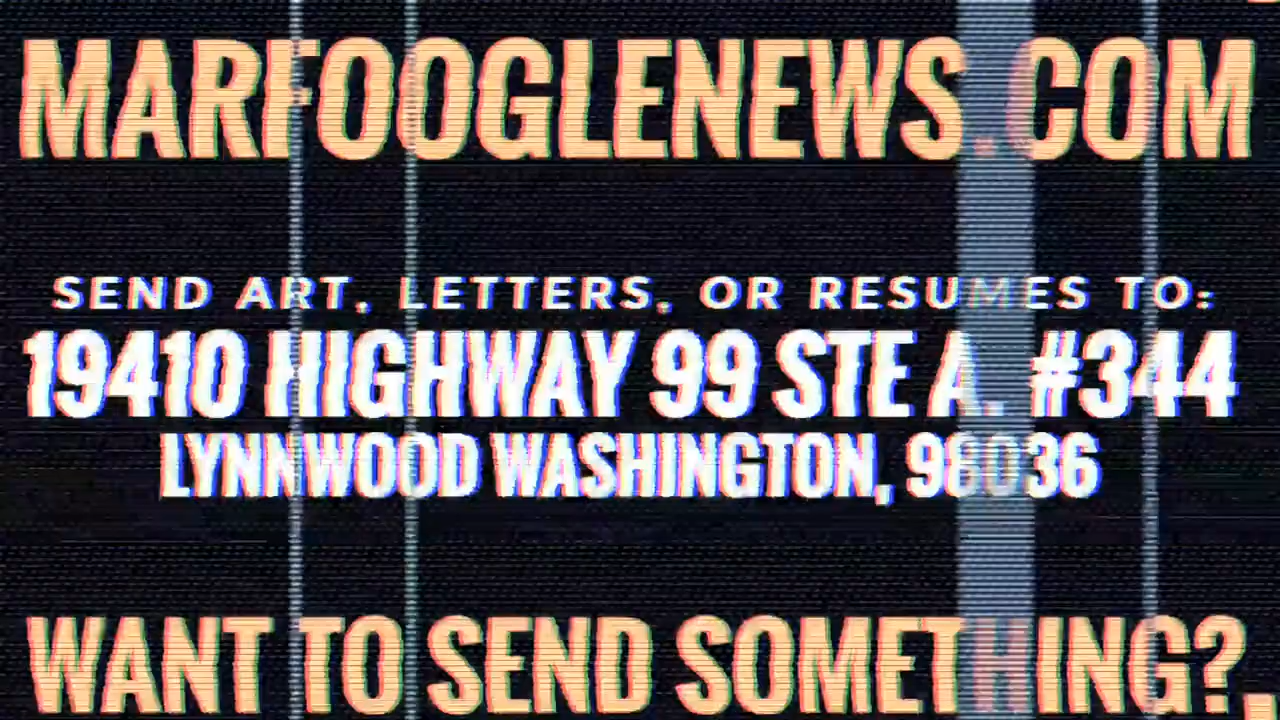 MARFOOGLENEWS.COM
SEND ART, LETTERS, OR RESUMES TO:
19410 HIGHWAY 99 STE A. #344
LYNNWOOD WASHINGTON, 98036
WANT TO SEND SOMETHING?